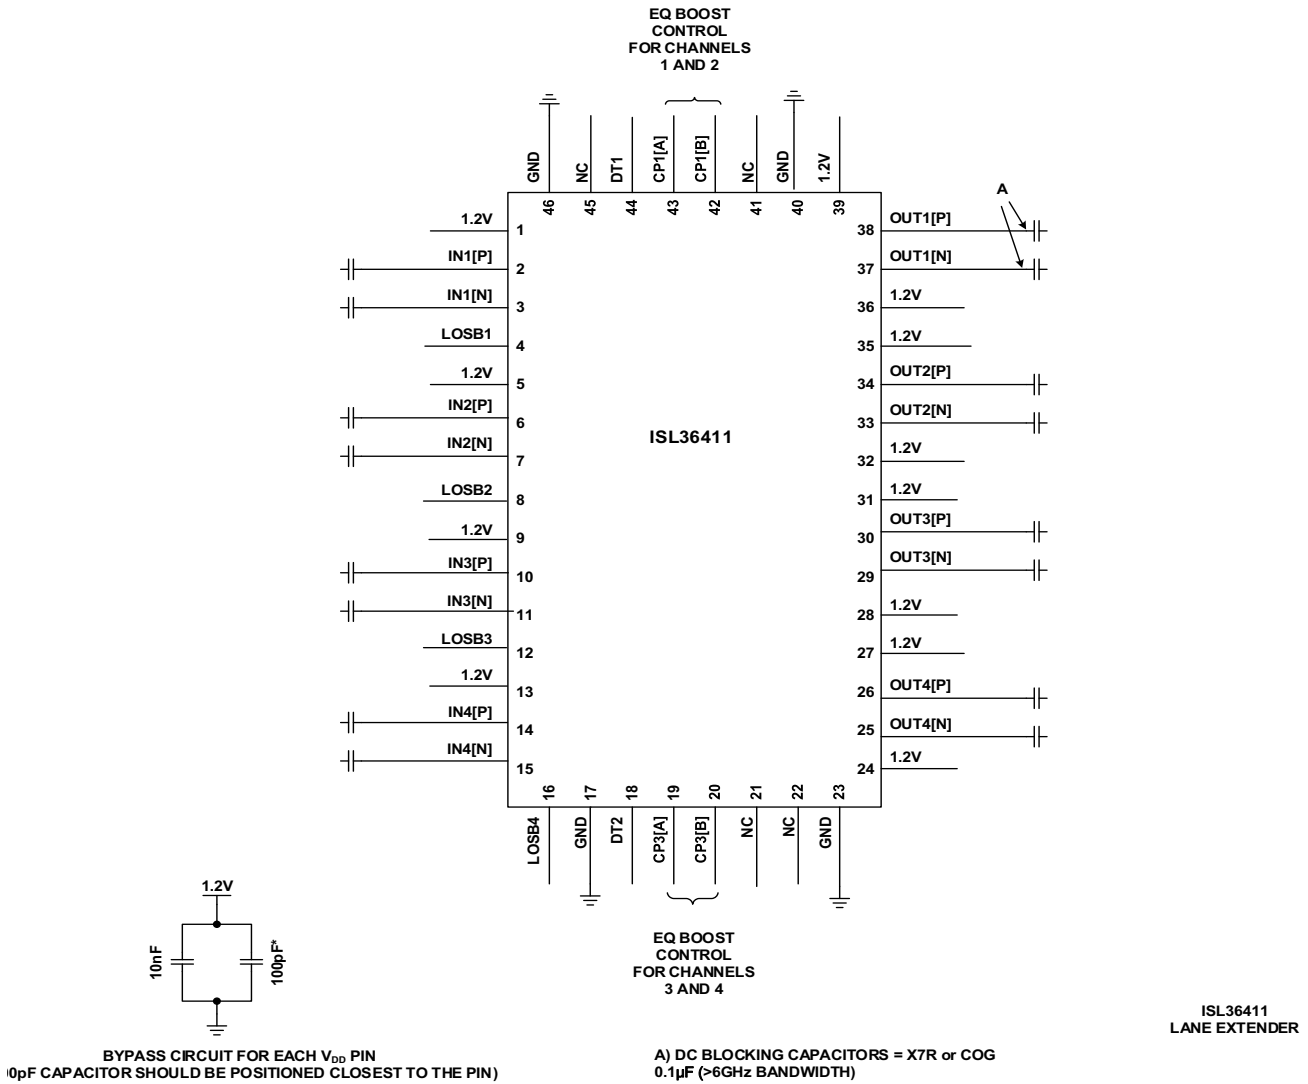 EQ BOOST
CONTROL
FOR CHANNELS
1 AND 2
GND
NC
DT1
CP1[A]
CP1[B]
NC
GND
1.2V
46
45
44
43
42
41
40
39
A
1.2V
1
IN1[P]
2
IN1[N]
3
LOSB1
4
1.2V
5
IN2[P]
6
IN2[N]
7
LOSB2
8
1.2V
9
IN3[P]
10
IN3[N]
11
LOSB3
12
1.2V
13
IN4[P]
14
IN4[N]
15
ISL36411
38
OUT1[P]
37
OUT1[N]
36
1.2V
35
1.2V
34
OUT2[P]
33
OUT2[N]
32
1.2V
31
1.2V
30
OUT3[P]
29
OUT3[N]
28
1.2V
27
1.2V
26
OUT4[P]
25
OUT4[N]
24
1.2V
16
17
18
19
20
21
22
23
LOSB4
GND
DT2
CP3[A]
CP3[B]
NC
NC
GND
EQ BOOST
CONTROL
FOR CHANNELS
3 AND 4
1.2V
10nF
100pF*
BYPASS CIRCUIT FOR EACH VDD PIN
0pF CAPACITOR SHOULD BE POSITIONED CLOSEST TO THE PIN)
A) DC BLOCKING CAPACITORS = X7R or COG
0.1µF (>6GHz BANDWIDTH)
ISL36411
LANE EXTENDER